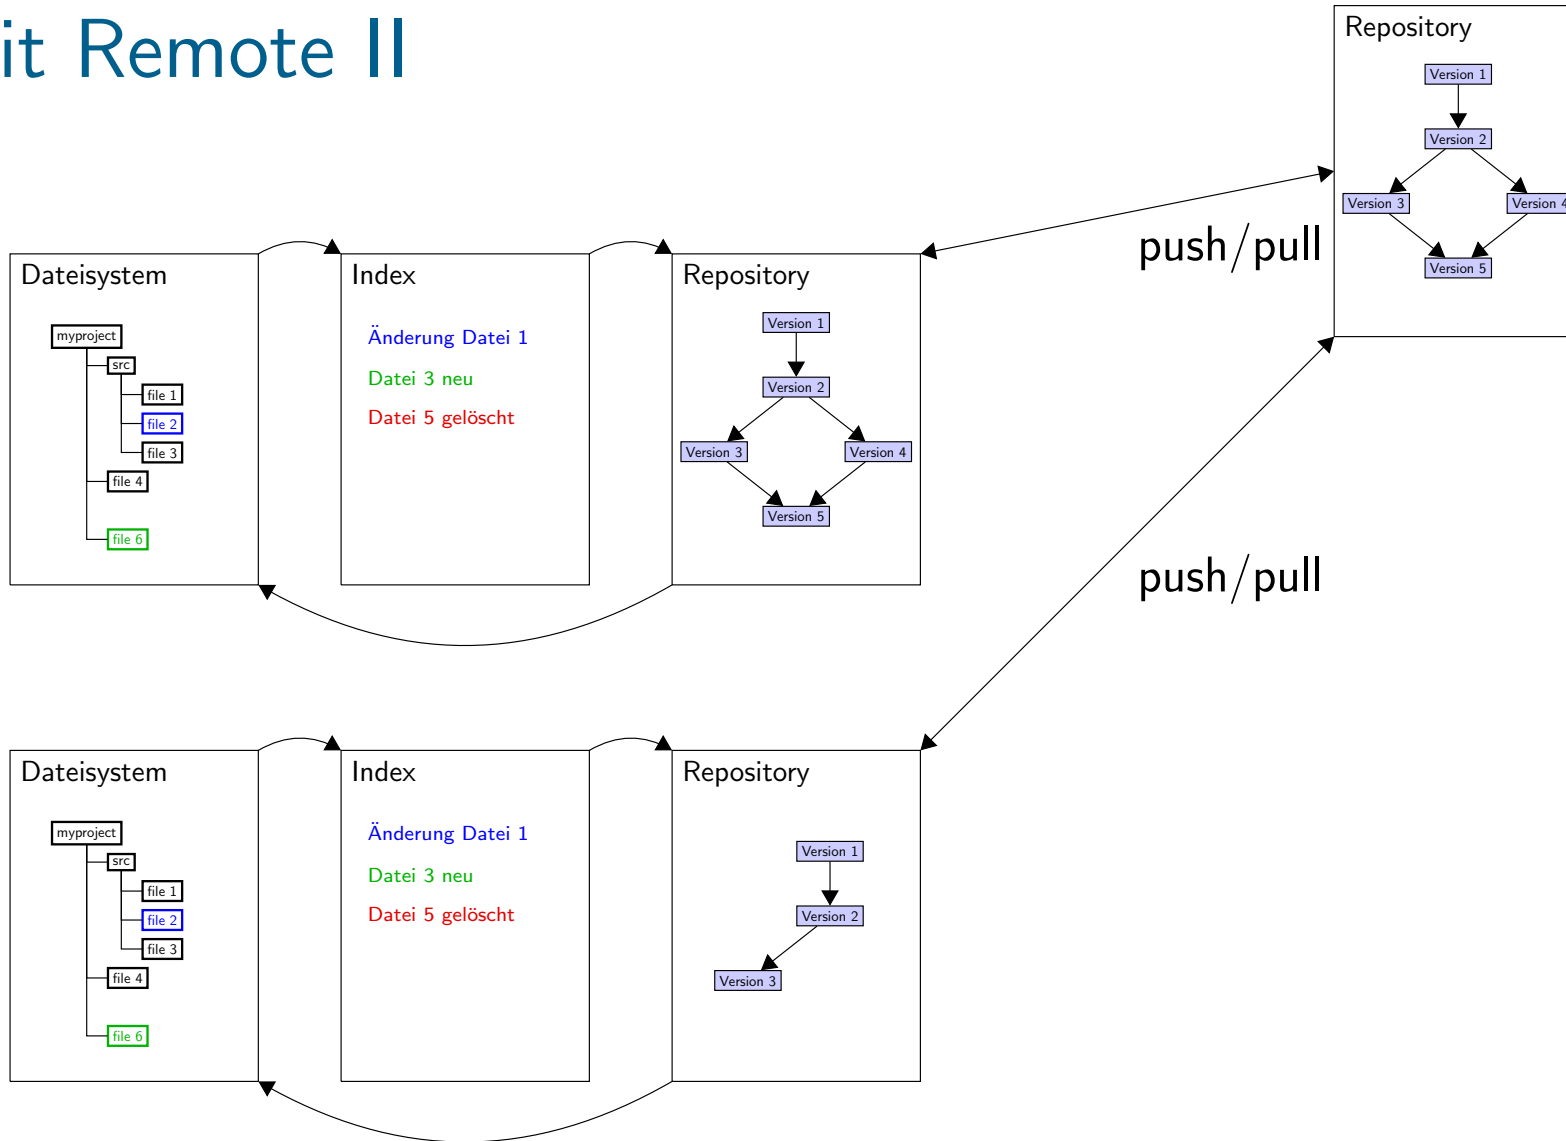 it Remote II
Repository
Version 1
Version 2
Version 3
Version 4
Version 5
push/pull
Dateisystem
myproject
src
file 1
file 2
file 3
file 4
file 6
Index
Änderung Datei 1
Datei 3 neu
Datei 5 gelöscht
Repository
Version 1
Version 2
Version 3
Version 4
Version 5
push/pull
Dateisystem
myproject
src
file 1
file 2
file 3
file 4
file 6
Index
Änderung Datei 1
Datei 3 neu
Datei 5 gelöscht
Repository
Version 1
Version 2
Version 3